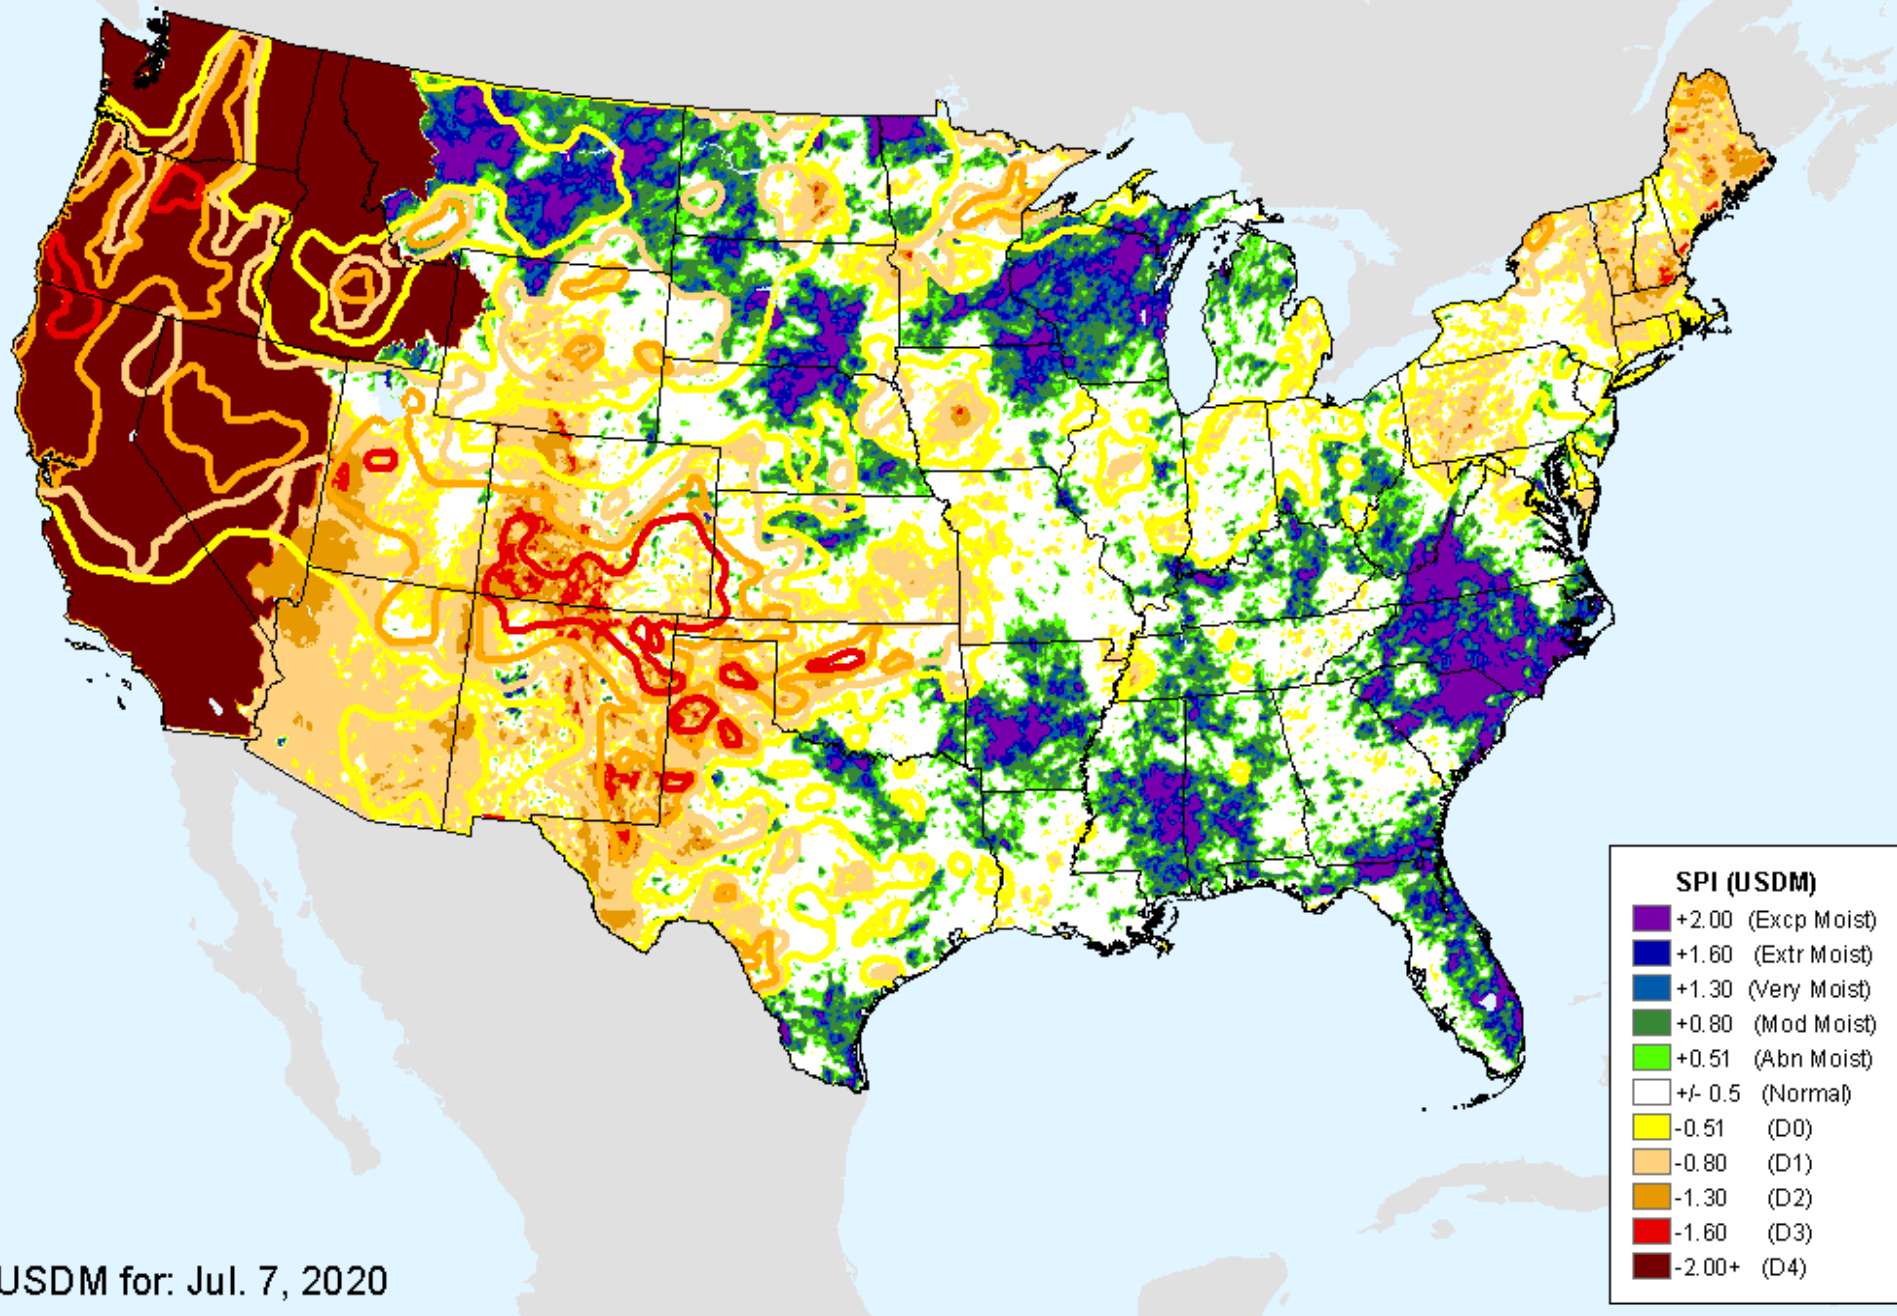 SPI (USDM)
+2.00 (Excp Moist)
+1.60 (Extr Moist)
+1.30 (Very Moist)
+0.80 (Mod Moist)
+0.51 (Abn Moist)
+/- 0.5 (Normal)
-0.51 (D0)
-0.80 (D1)
-1.30 (D2)
-1.60 (D3)
-2.00+ (D4)
USDM for: Jul. 7, 2020